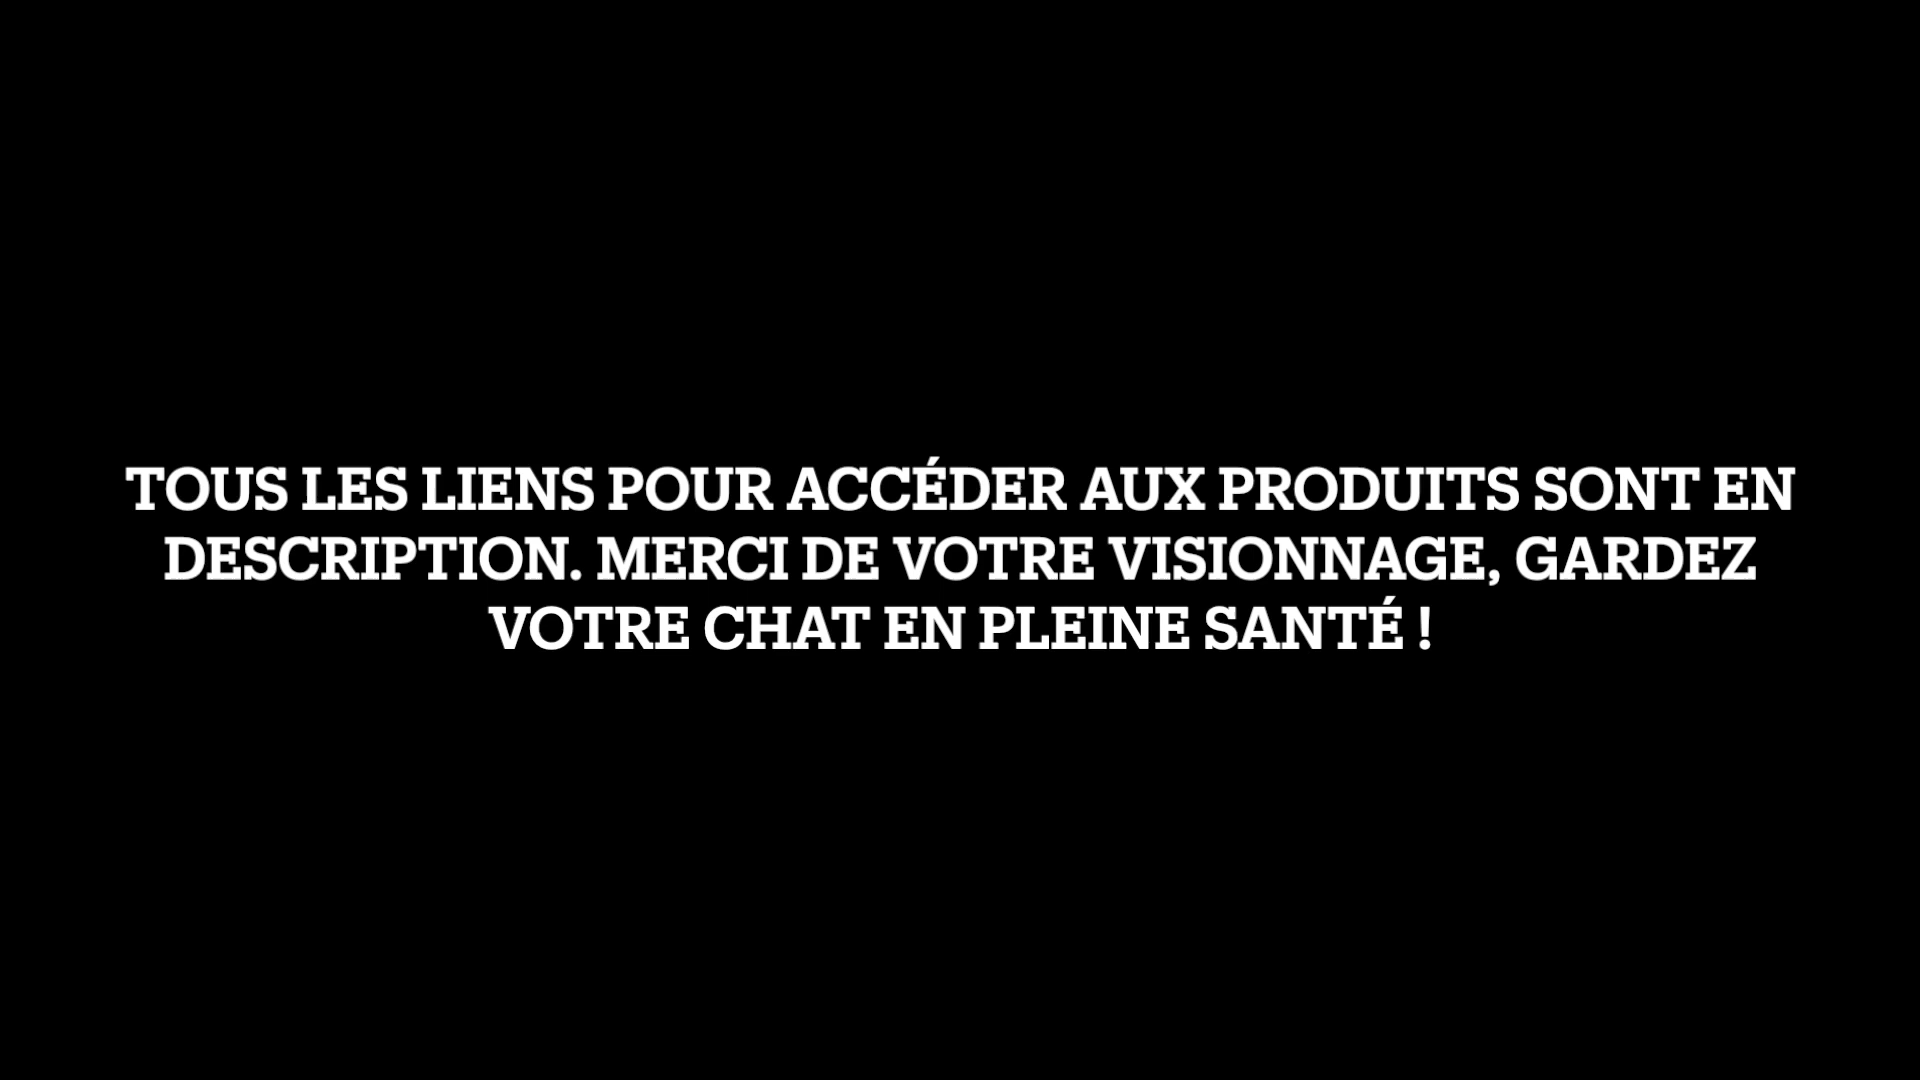 TOUS LES LIENS POUR ACCÉDER AUX PRODUITS SONT EN
DESCRIPTION. MERCI DE VOTRE VISIONNAGE, GARDEZ
VOTRE CHAT EN PLEINE SANTÉ !